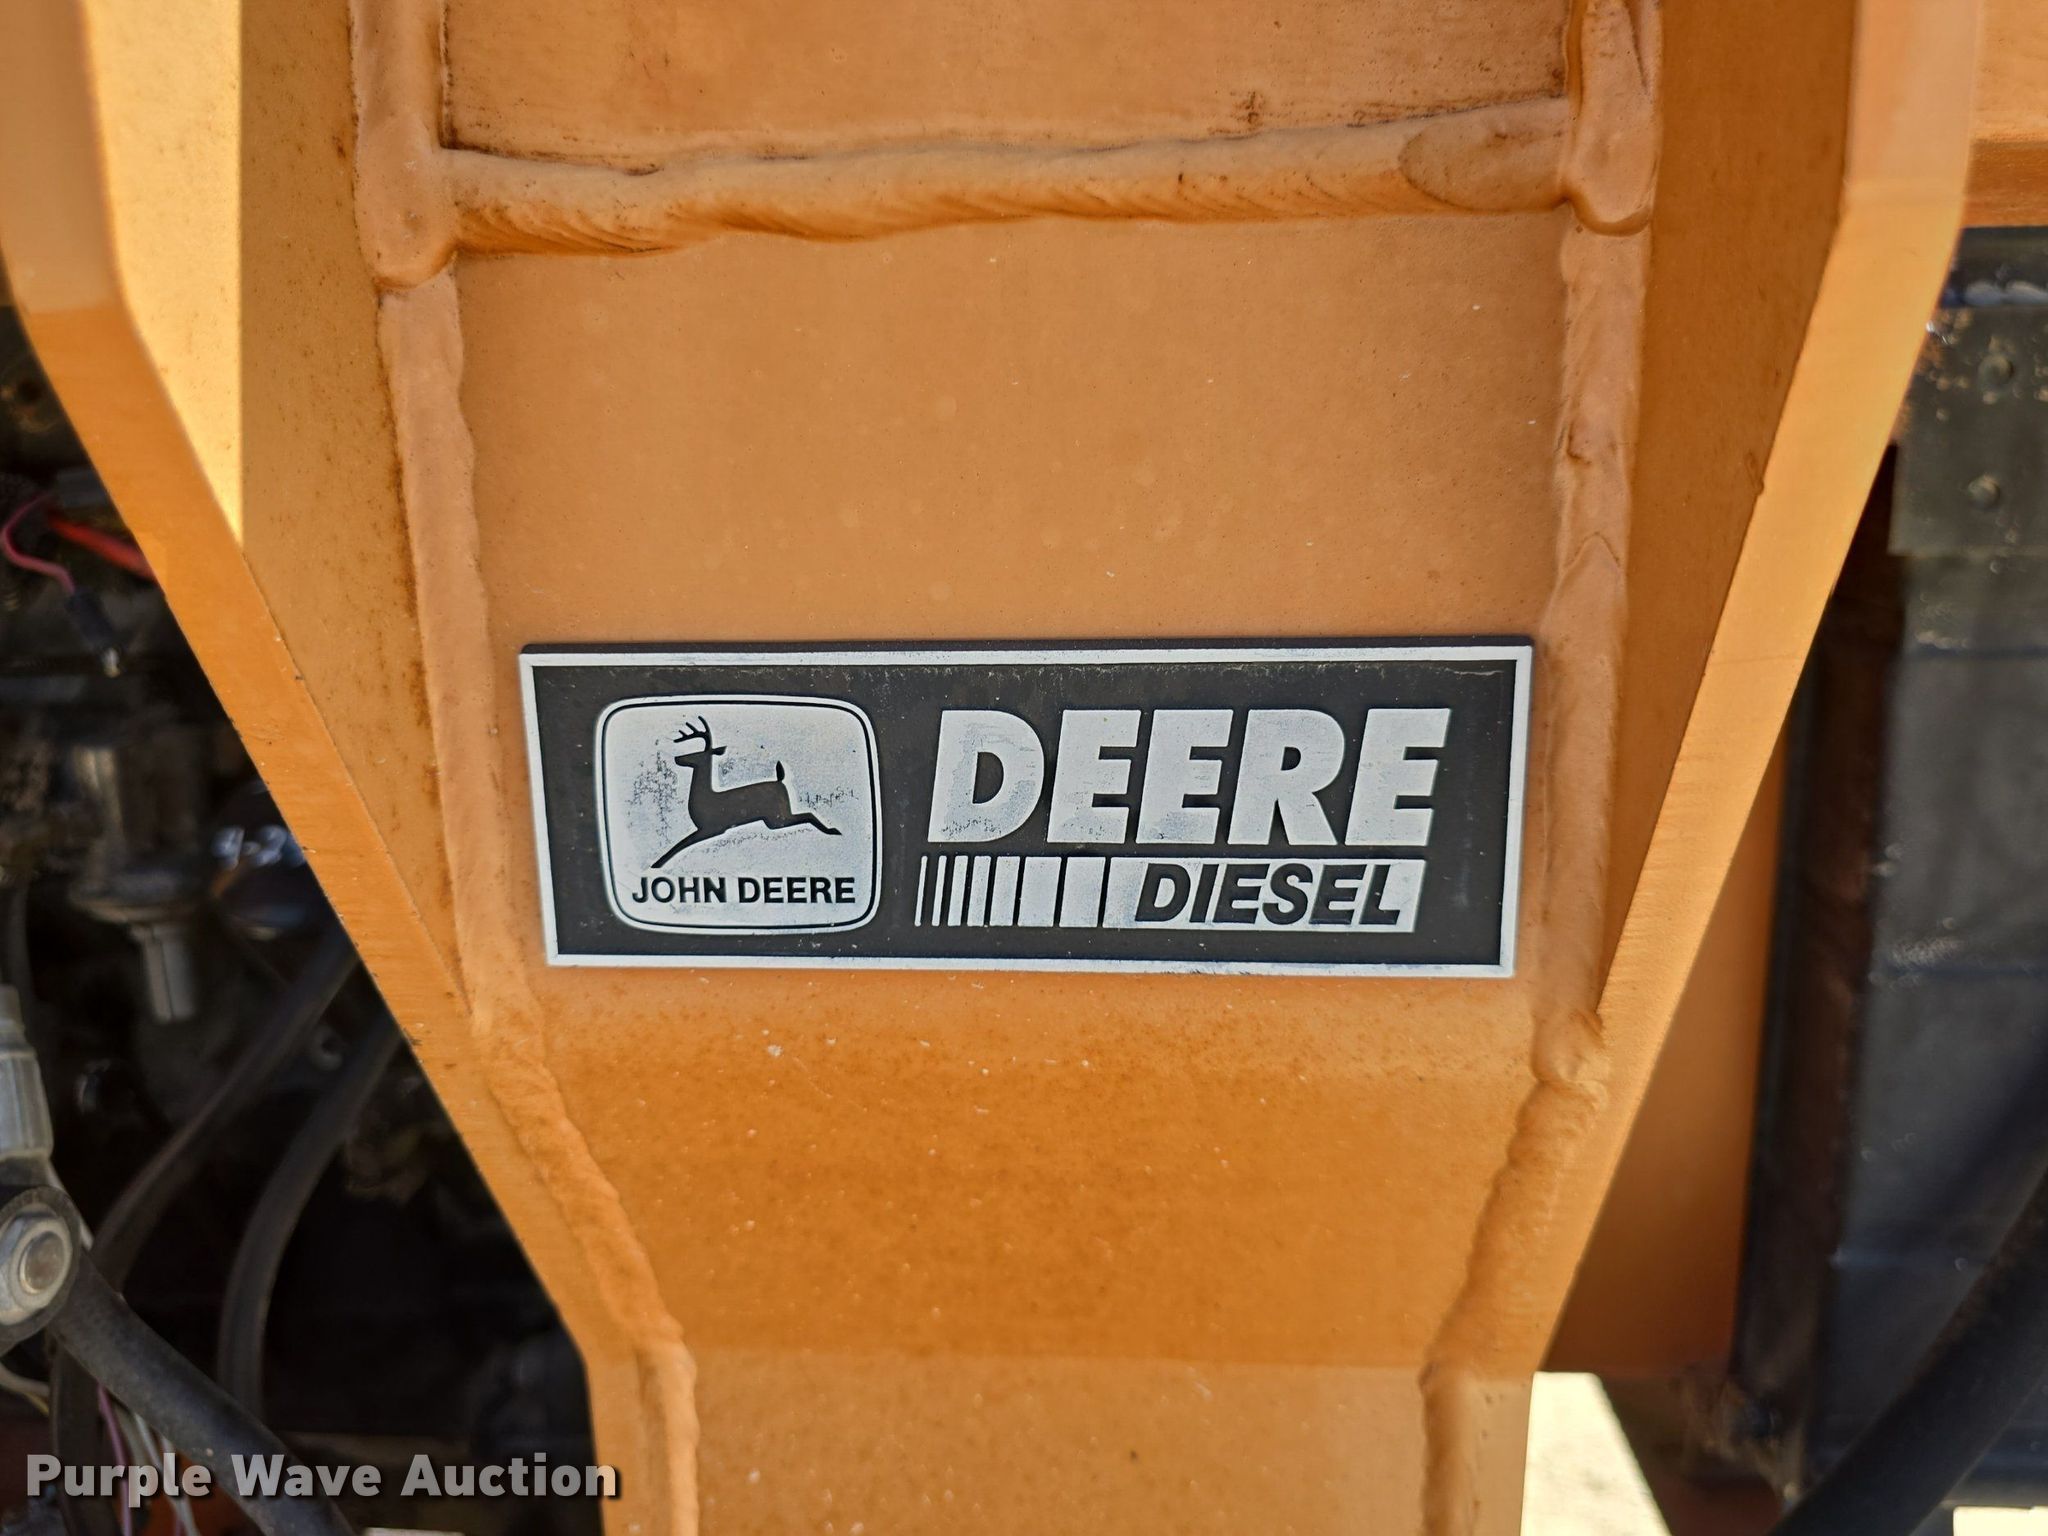 DEERE
JOHN DEERE
DIESEL
Purple Wave Auction